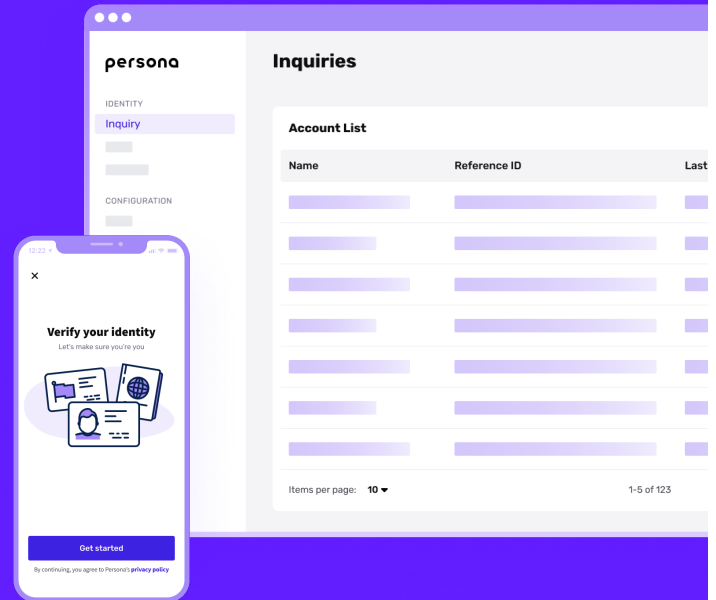 persona
IDENTITY
Inquiry
CONFIGURATION
Inquiries
Account List
Name Reference ID Last
Items per page: 10 1-5 of 123
12:22
Verify your identity
Let's make sure you're you
Get started
By continuing, you agree to Persona's privacy policy